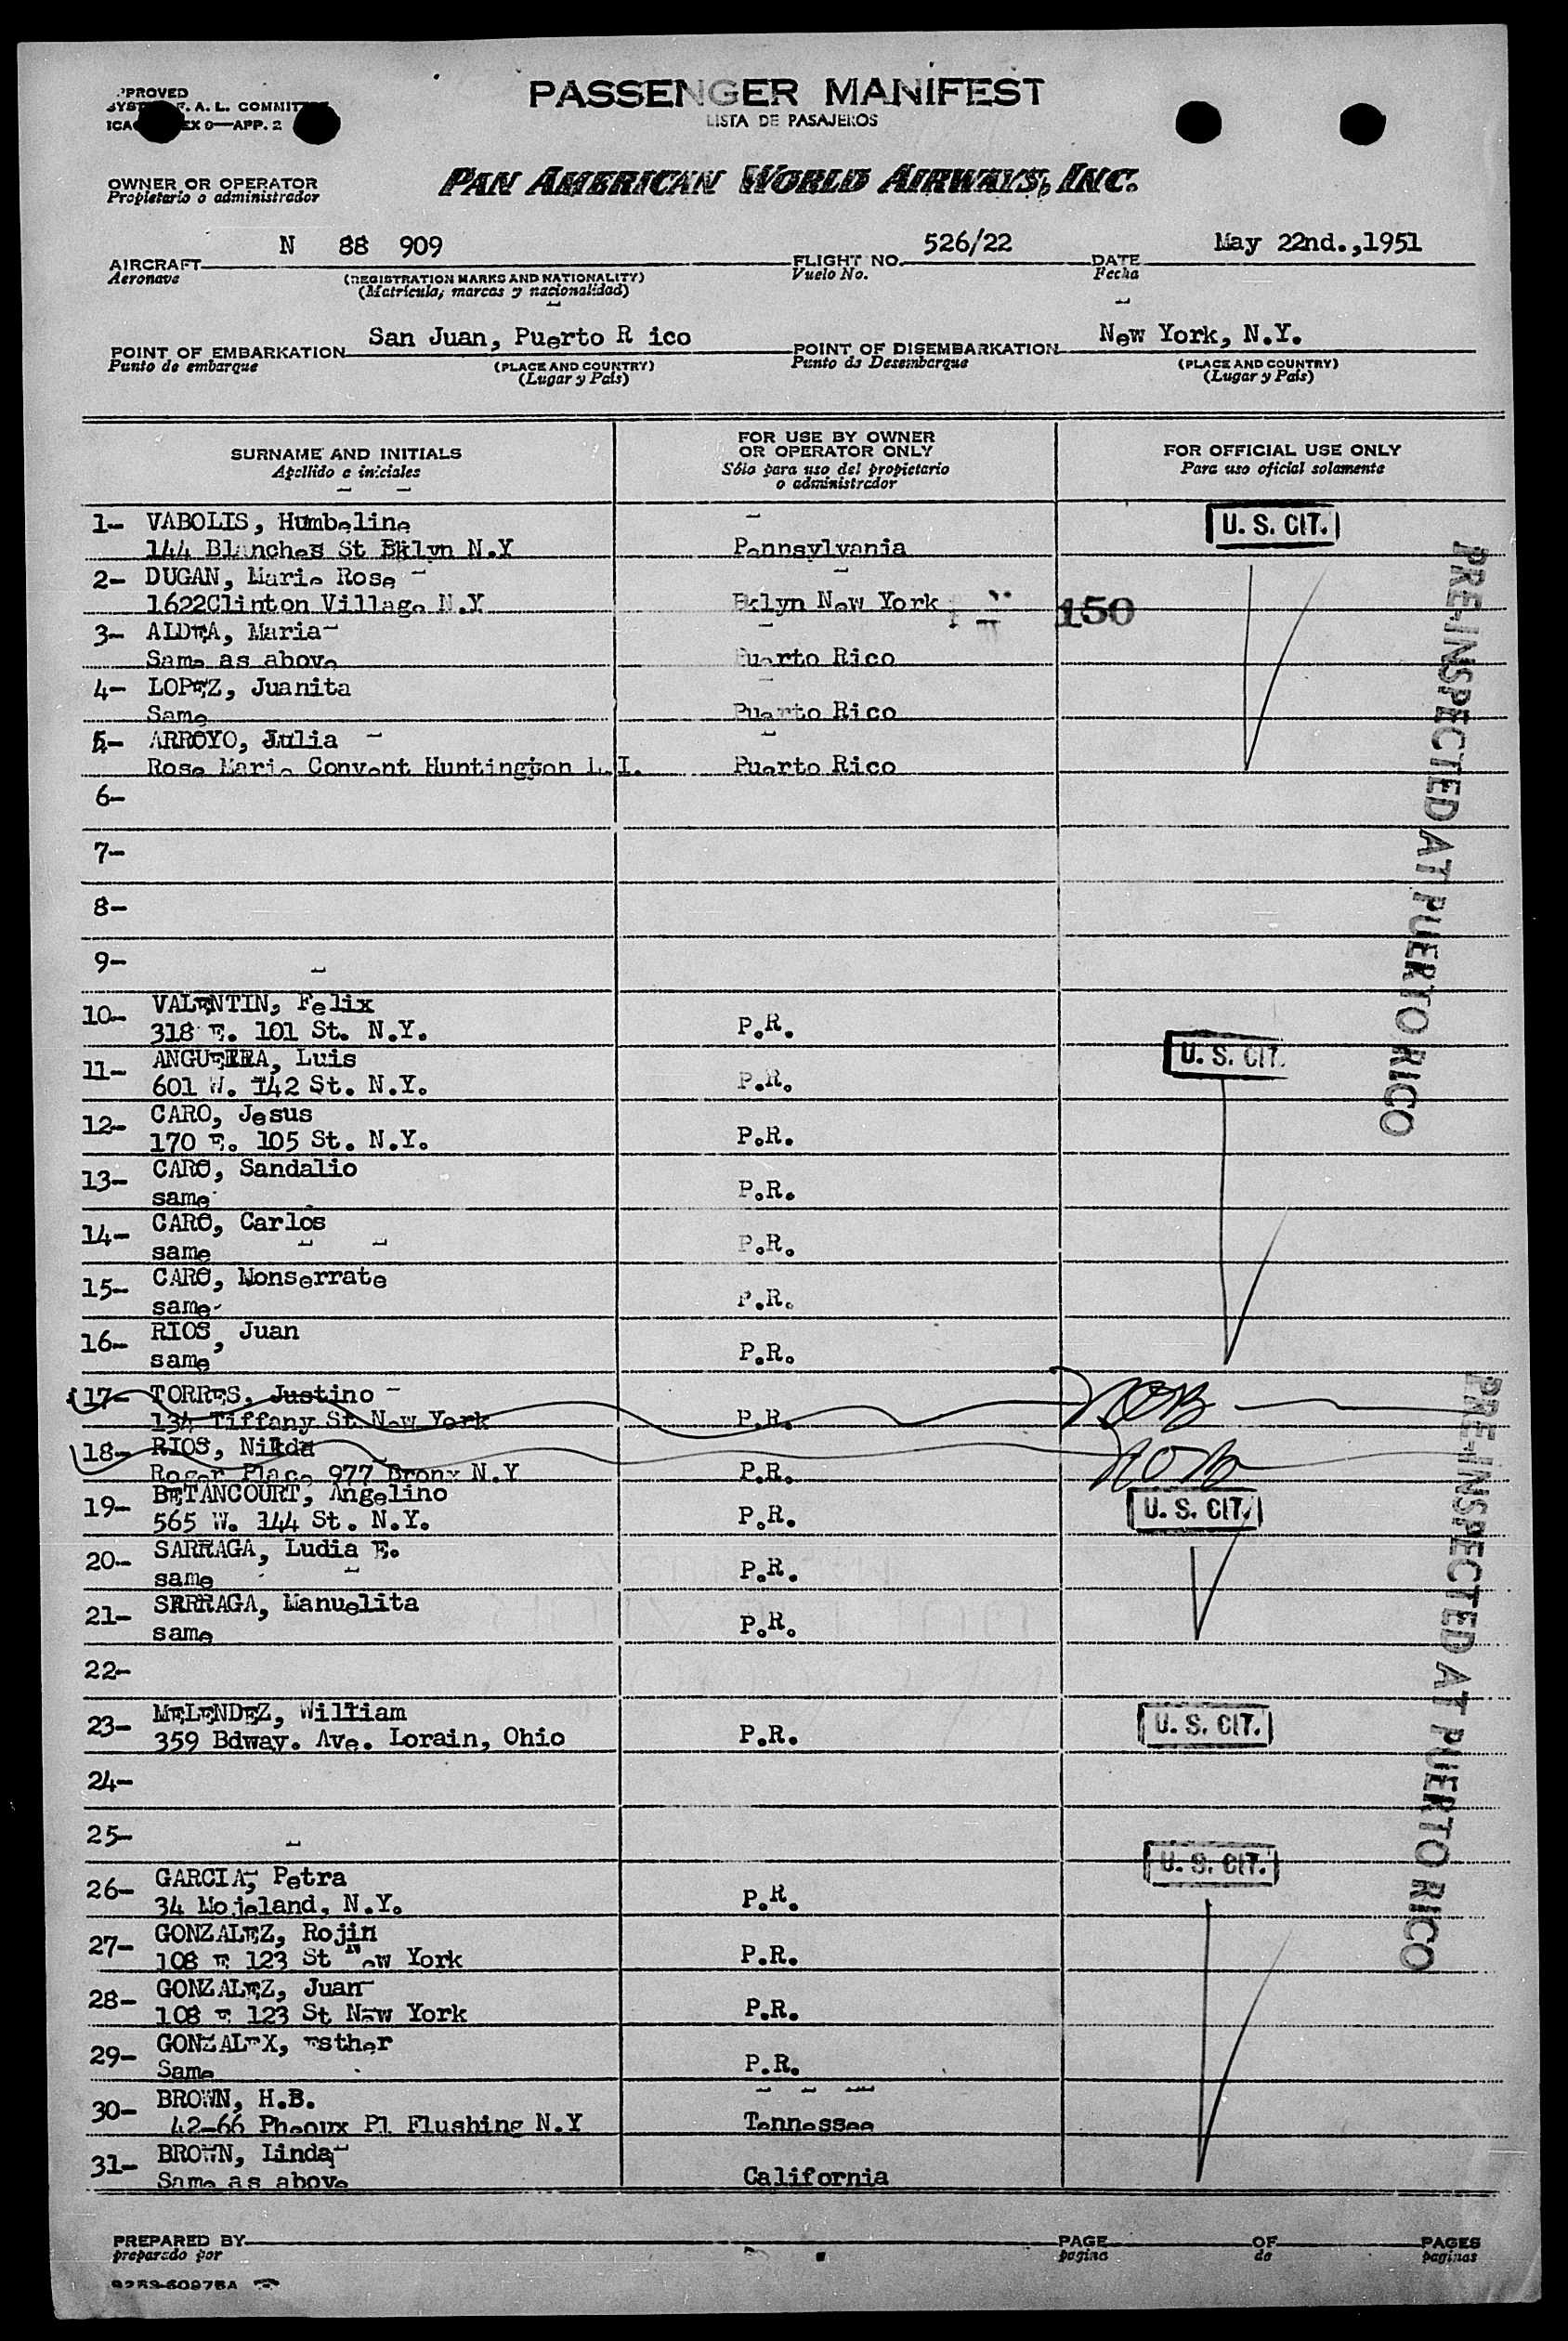 PASSENGER MANIFEST
LISTA DE PASAJEROS
F. A. L. COMMITTEE
APP. 2
OWNER OR OPERATOR
Propietario o administrador
PAN AMERICAN WORLD AIRWAYS, INC.
AIRCRAFT N 88 909 FLIGHT NO. 526/22 DATE May 22nd.,1951
Aeronave (REGISTRATION MARKS AND NATIONALITY) Vuelo No. Fecha
(Matrícula, marcas y nacionalidad)
POINT OF EMBARKATION San Juan, Puerto R ico POINT OF DISEMBARKATION New York, N.Y.
Punto de embarque (PLACE AND COUNTRY) Punto de Desembarque (PLACE AND COUNTRY)
(Lugar y País) (Lugar y País)
SURNAME AND INITIALS FOR USE BY OWNER OR OPERATOR ONLY FOR OFFICIAL USE ONLY
Apellido e iniciales Sólo para uso del propietario o administrador Para uso oficial solamente
1- VABOLIS, Humbeline U. S. CIT.
144 Blanches St Bklyn N.Y Pennsylvania
2- DUGAN, Marie Rose
1622Clinton Village N.Y Bklyn New York 150
3- ALDEA, Maria
Same as above Puerto Rico
4- LOPEZ, Juanita
Same Puerto Rico
5- ARROYO, Julia
Rose Marie Convent Huntington L.I. Puerto Rico
6-
7-
8-
9-
PRE-INSPECTED AT PUERTO RICO
10- VALENTIN, Felix
318 E. 101 St. N.Y. P.R.
11- ANGUEIRA, Luis U. S. CIT.
601 W. 142 St. N.Y. P.R.
12- CARO, Jesus
170 E. 105 St. N.Y. P.R.
13- CARO, Sandalio
same P.R.
14- CARO, Carlos
same P.R.
15- CARO, Monserrate
same P.R.
16- RIOS, Juan
same P.R.
17- TORRES, Justino NOB
134 Tiffany St New York P.R.
18- RIOS, Nilda NOB
Roger Place 977 Bronx N.Y P.R.
19- BETANCOURT, Angelino U. S. CIT.
565 W. 144 St. N.Y. P.R.
20- SARRAGA, Ludia E.
same P.R.
21- SARRAGA, Manuelita
same P.R.
22-
23- MELENDEZ, William U. S. CIT.
359 Bdway. Ave. Lorain, Ohio P.R.
24-
25-
PRE-INSPECTED AT PUERTO RICO
26- GARCIA, Petra U. S. CIT.
34 Mojeland, N.Y. P.R.
27- GONZALEZ, Rojin
108 E 123 St New York P.R.
28- GONZALEZ, Juan
108 E 123 St New York P.R.
29- GONZALEX, Esther
Same P.R.
30- BROWN, H.B.
42-66 Pheoux Pl Flushing N.Y Tennessee
31- BROWN, Linda
Same as above California
PREPARED BY PAGE OF PAGES
preparado por pagina de paginas